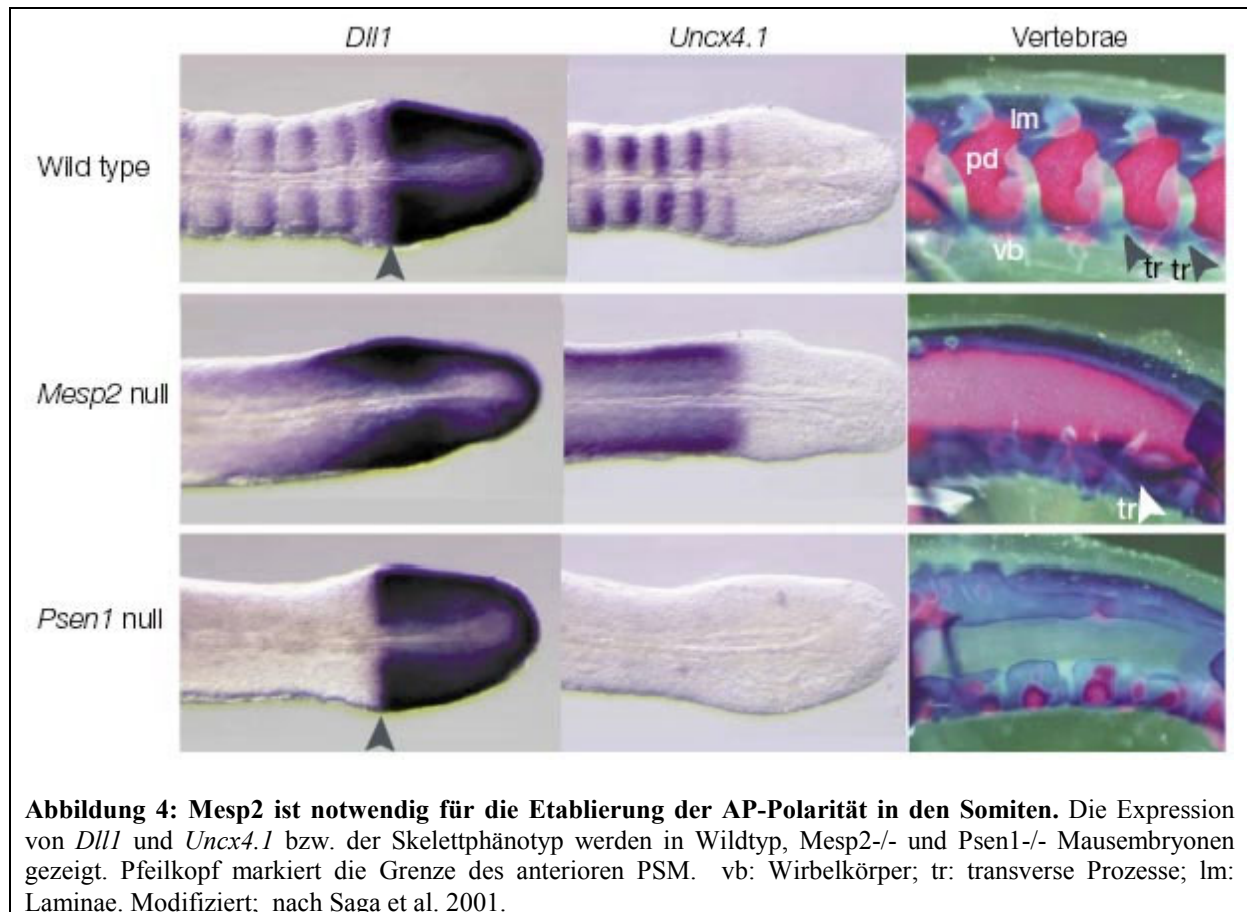 Dll1 Uncx4.1 Vertebrae
Wild type
lm
pd
vb
tr tr
Mesp2 null
tr
Psen1 null
Abbildung 4: Mesp2 ist notwendig für die Etablierung der AP-Polarität in den Somiten. Die Expression
von Dll1 und Uncx4.1 bzw. der Skelettphänotyp werden in Wildtyp, Mesp2-/- und Psen1-/- Mausembryonen
gezeigt. Pfeilkopf markiert die Grenze des anterioren PSM. vb: Wirbelkörper; tr: transverse Prozesse; lm:
Laminae. Modifiziert; nach Saga et al. 2001.